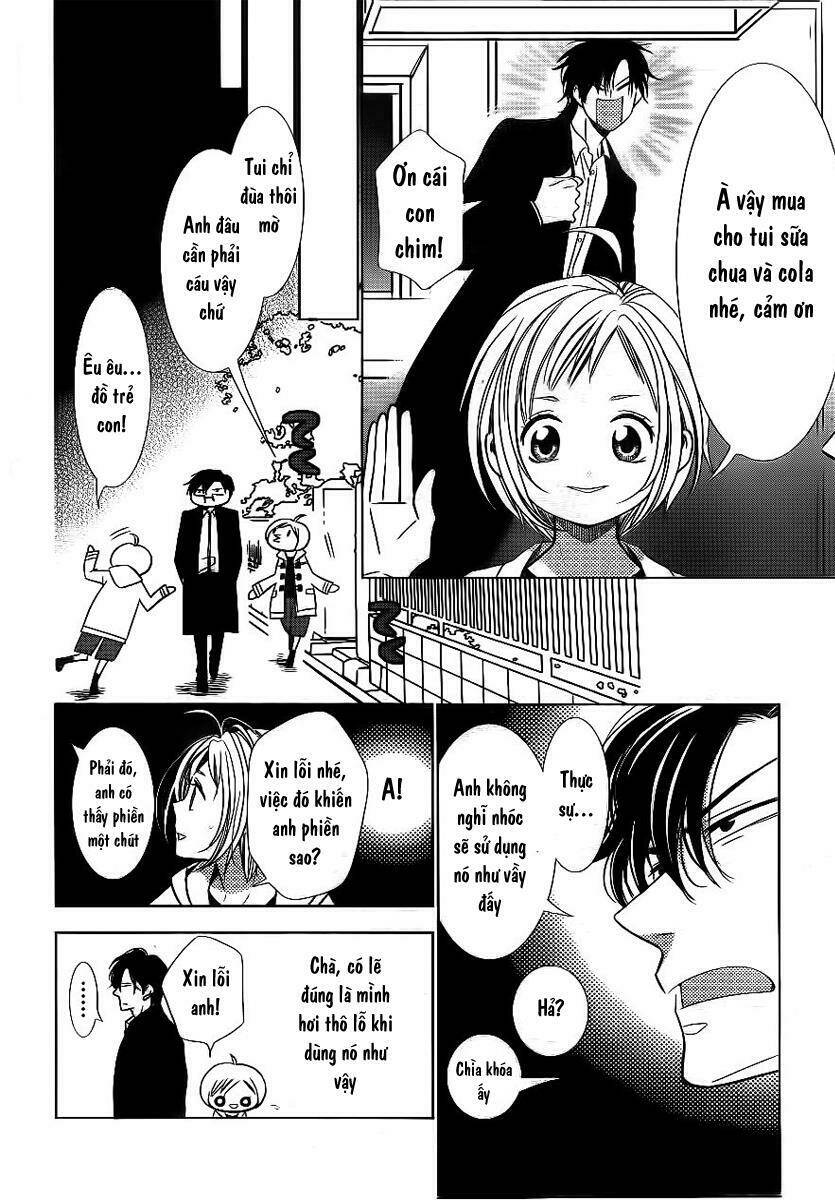 À vậy mua
cho tui sữa
chua và cola
nhé, cảm ơn
Ơn cái
con
chim!
Tui chỉ
đùa thôi
mờ
Anh đâu
cần phải
cáu vậy
chứ
Êu êu...
đồ trẻ
con!
Thực
sự...
Anh không
nghĩ nhóc
sẽ sử dụng
nó như vầy
đấy
Hả?
Chìa khóa
ấy
A!
Xin lỗi nhé,
việc đó khiến
anh phiền
sao?
Phải đó,
anh có
thấy phiền
một chút
Chà, có lẽ
đúng là mình
hơi thô lỗ khi
dùng nó như
vậy
Xin lỗi
anh!
......